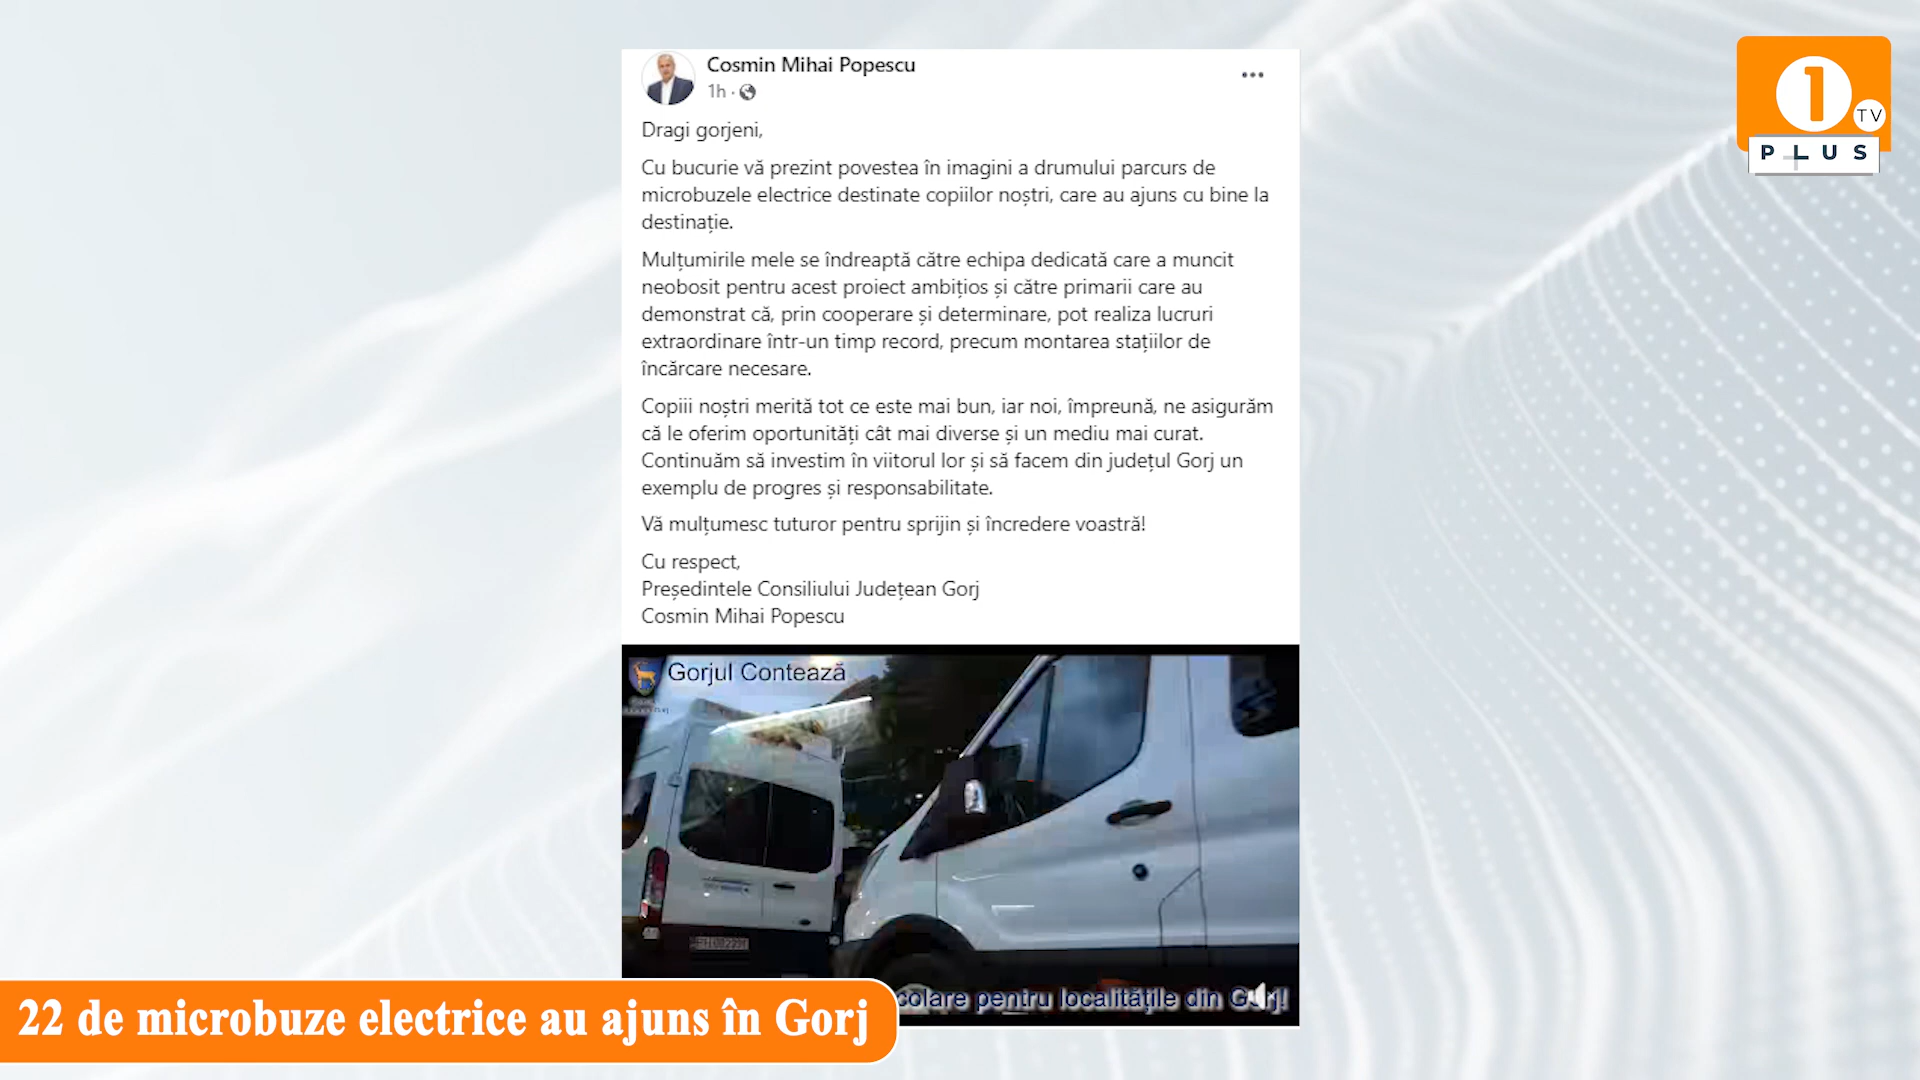 Cosmin Mihai Popescu
1h ·
Dragi gorjeni,
Cu bucurie vă prezint povestea în imagini a drumului parcurs de
microbuzele electrice destinate copiilor noștri, care au ajuns cu bine la
destinație.
Mulțumirile mele se îndreaptă către echipa dedicată care a muncit
neobosit pentru acest proiect ambițios și către primarii care au
demonstrat că, prin cooperare și determinare, pot realiza lucruri
extraordinare într-un timp record, precum montarea stațiilor de
încărcare necesare.
Copiii noștri merită tot ce este mai bun, iar noi, împreună, ne asigurăm
că le oferim oportunități cât mai diverse și un mediu mai curat.
Continuăm să investim în viitorul lor și să facem din județul Gorj un
exemplu de progres și responsabilitate.
Vă mulțumesc tuturor pentru sprijin și încredere voastră!
Cu respect,
Președintele Consiliului Județean Gorj
Cosmin Mihai Popescu
1 TV
PLUS
Gorjul Contează
colare pentru localitățile din Gorj!
22 de microbuze electrice au ajuns în Gorj